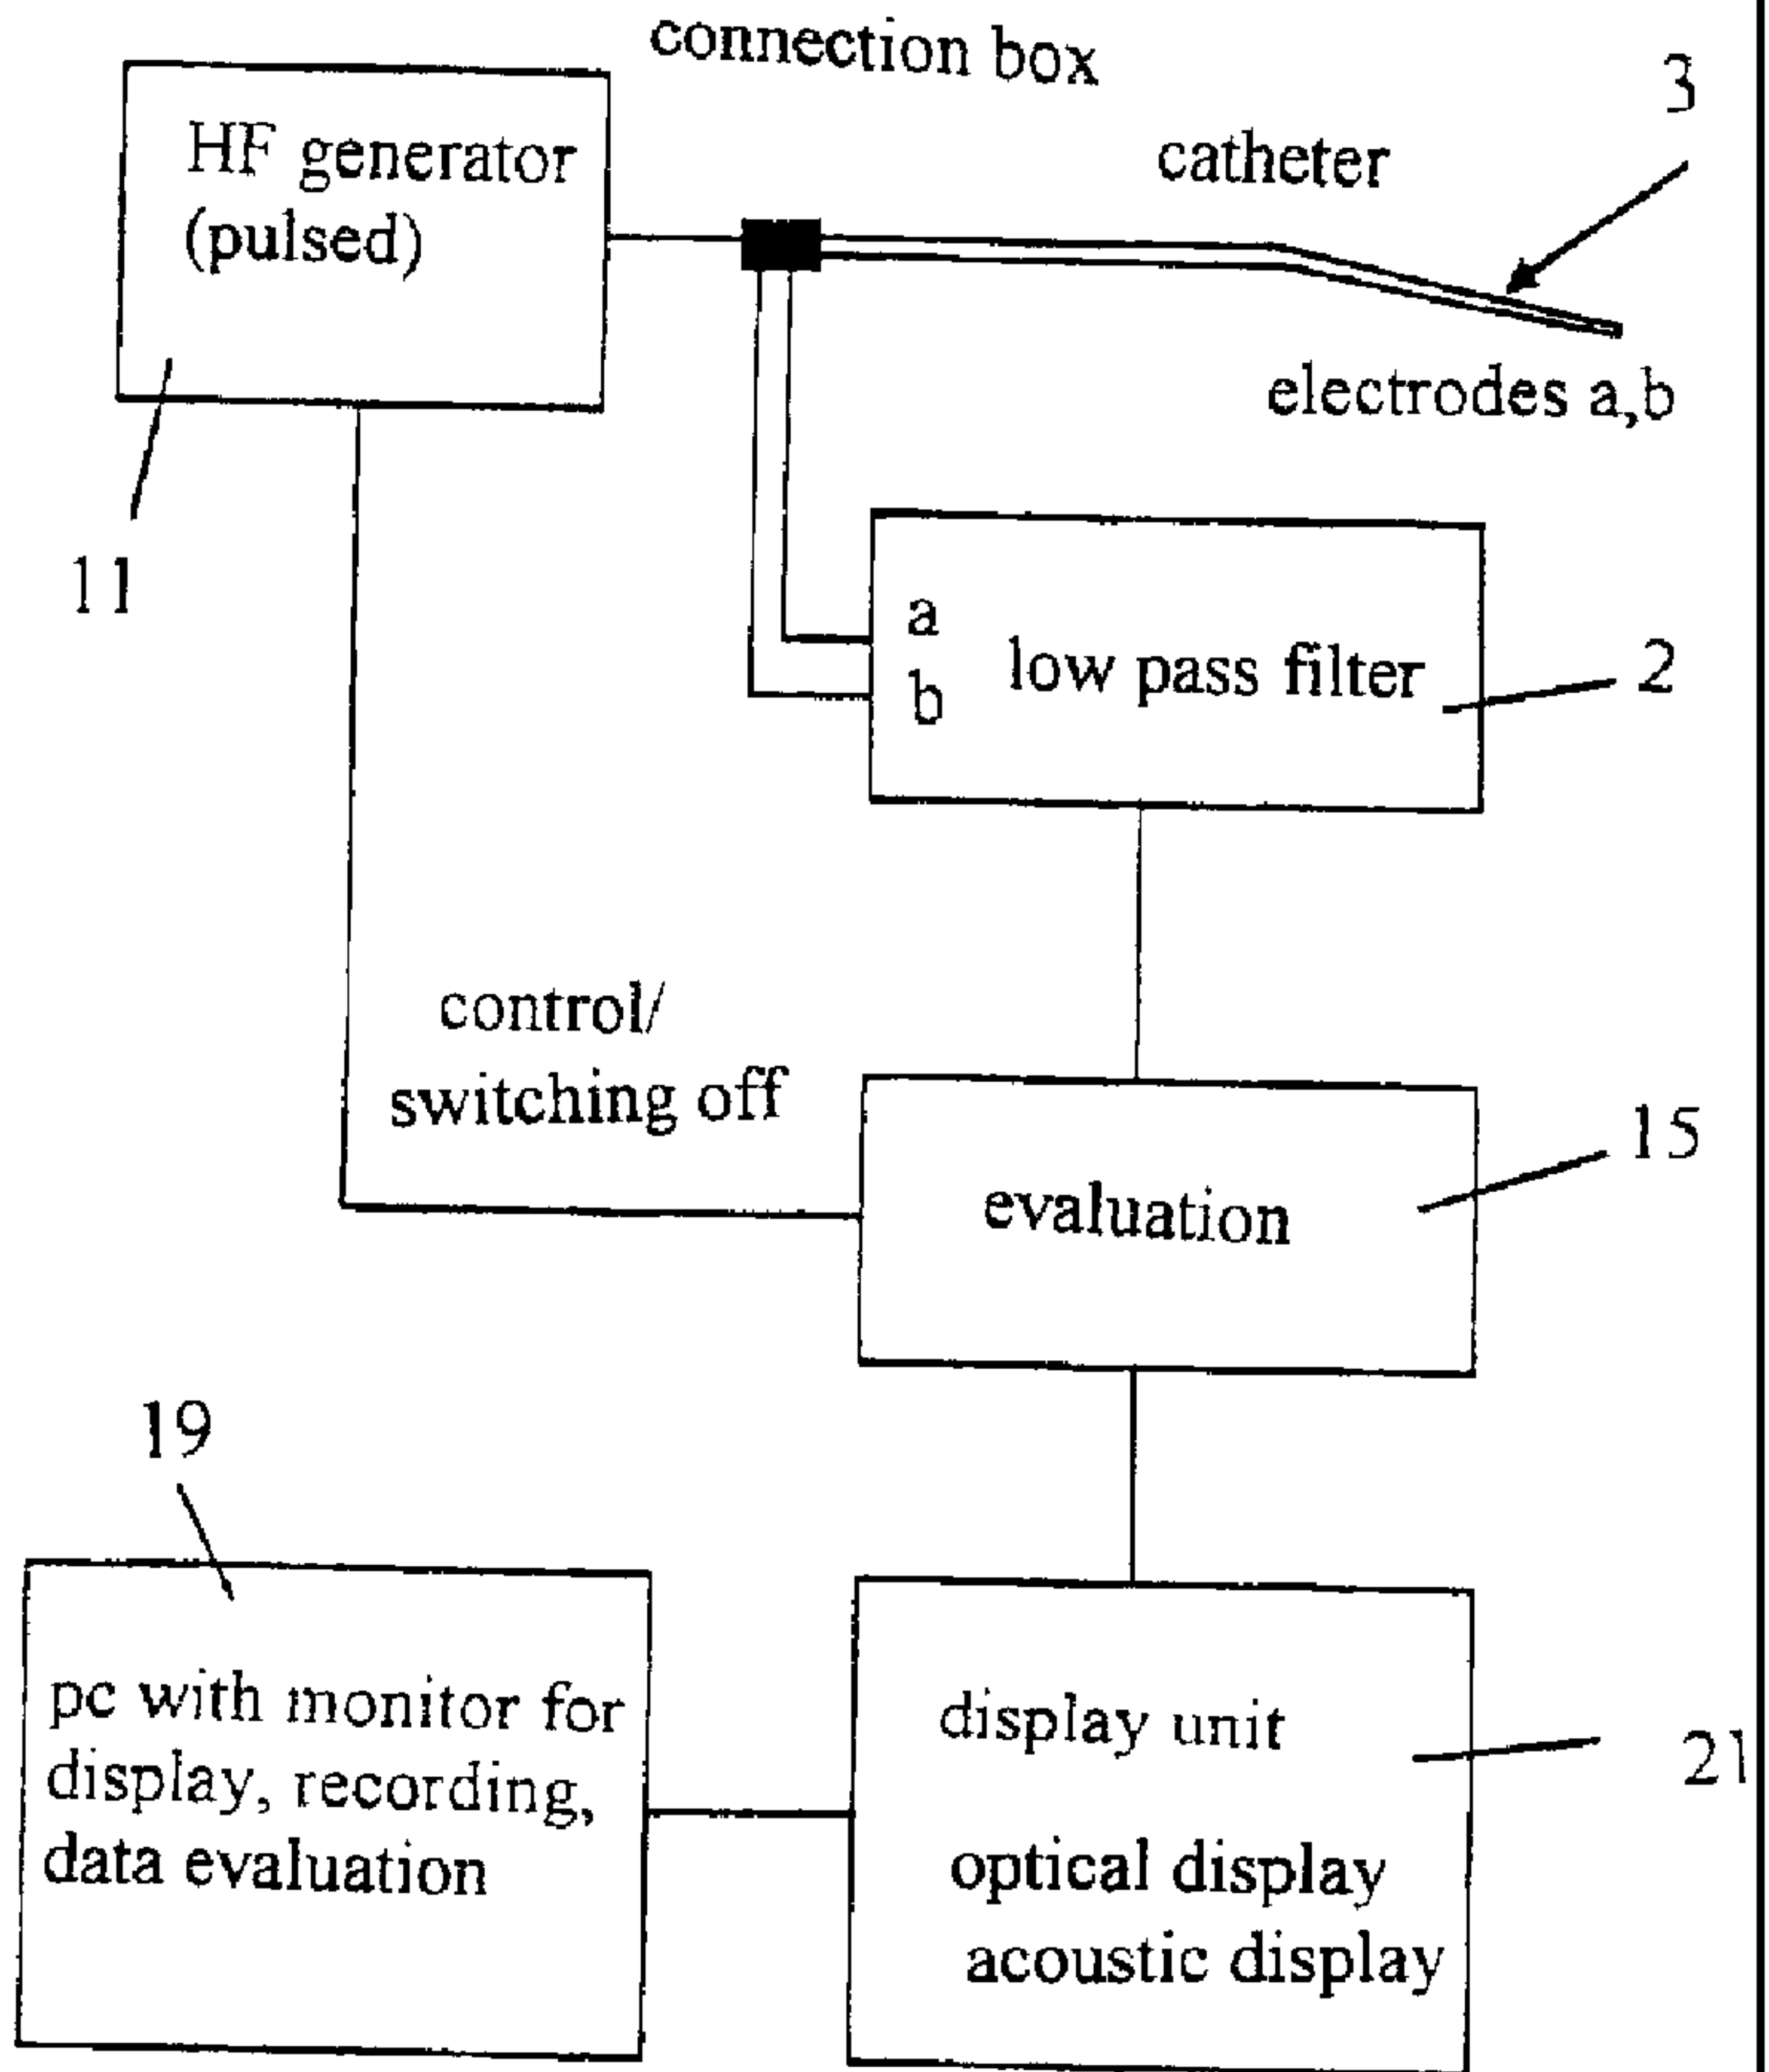 connection box
3
HF generator
(pulsed)
catheter
electrodes a,b
11
a
b
low pass filter
2
control/
switching off
evaluation
15
19
pc with monitor for
display, recording,
data evaluation
display unit
optical display
acoustic display
21